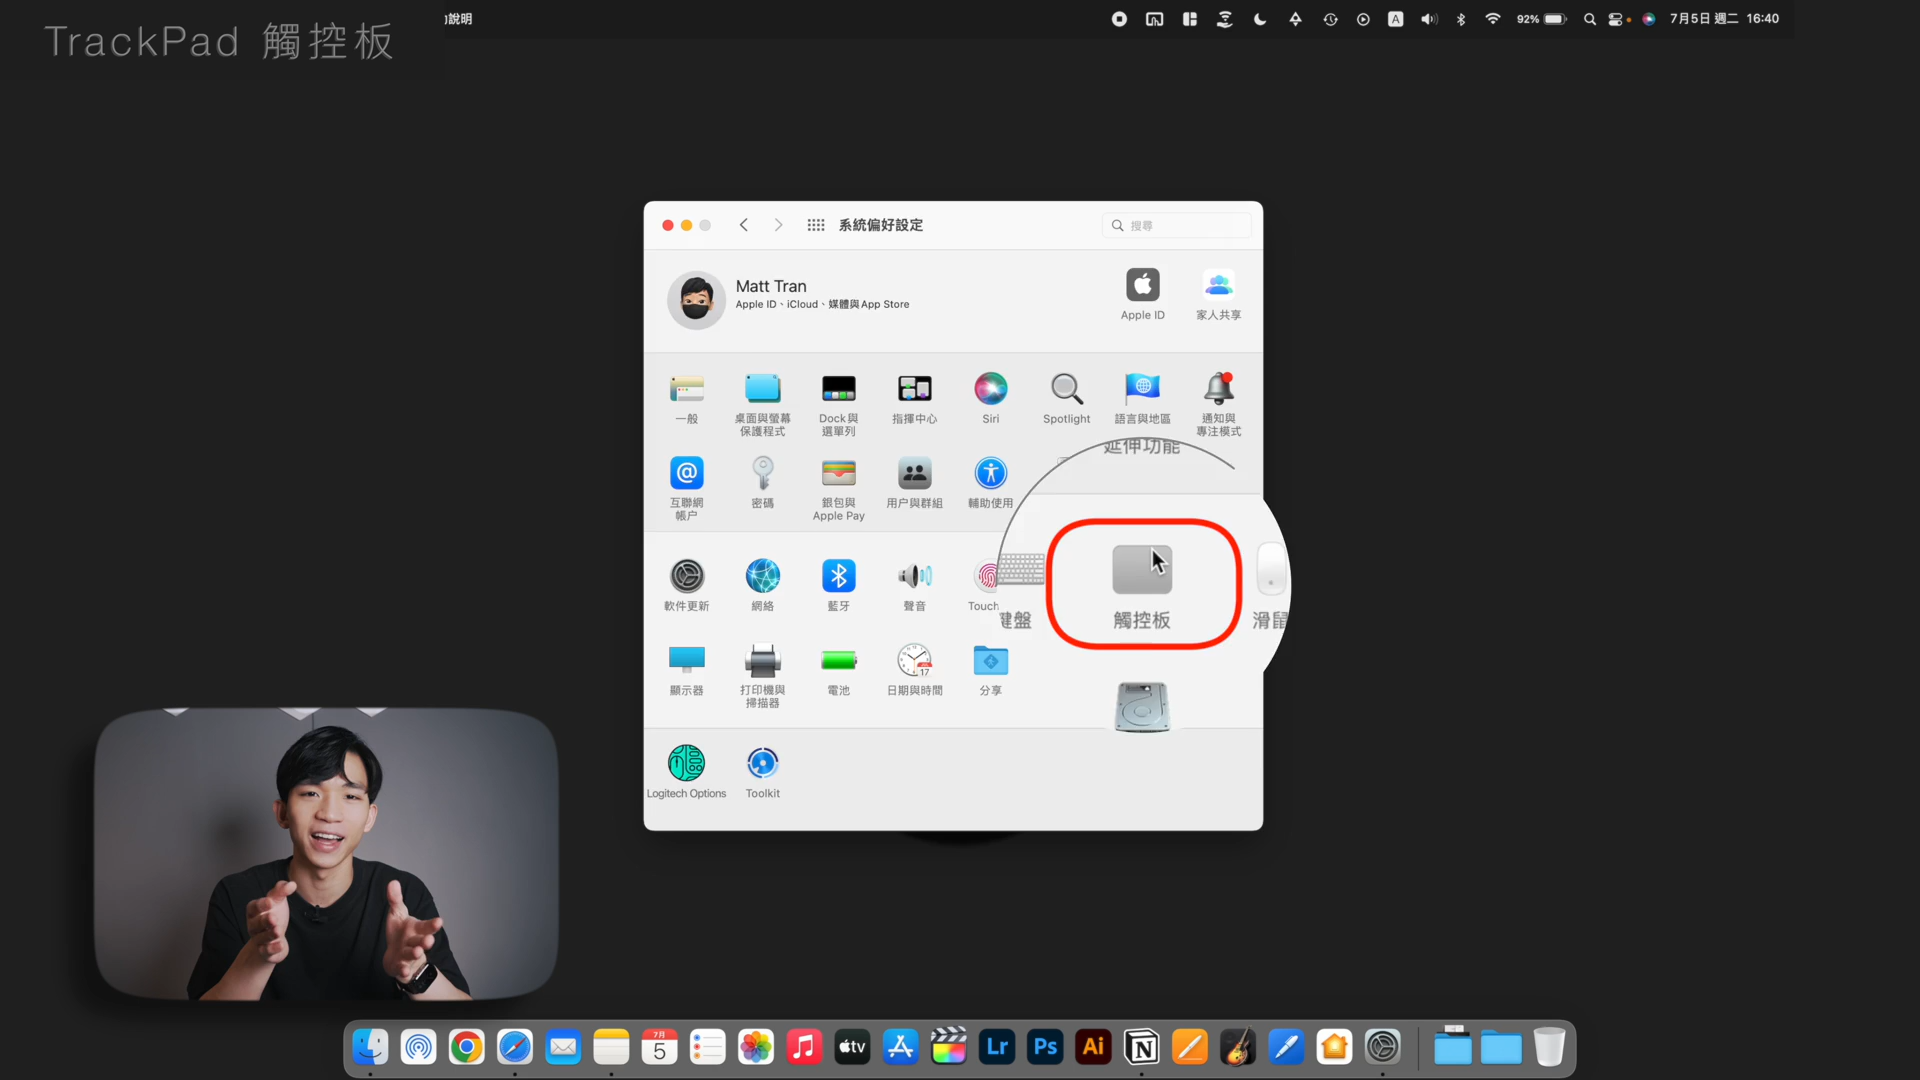 TrackPad 觸控板
說明
A
92%
7月5日 週二 16:40
系統偏好設定
搜尋
Matt Tran
Apple ID、iCloud、媒體與 App Store
Apple ID
家人共享
一般
桌面與螢幕
保護程式
Dock與
選單列
指揮中心
Siri
Spotlight
語言與地區
通知與
專注模式
延伸功能
互聯網
帳户
密碼
銀包與
Apple Pay
用户與群組
輔助使用
軟件更新
網絡
藍牙
聲音
Touch
鍵盤
觸控板
滑鼠
顯示器
打印機與
掃描器
電池
17
日期與時間
分享
Logitech Options
Toolkit
7月
5
tv
Lr
Ps
Ai
N